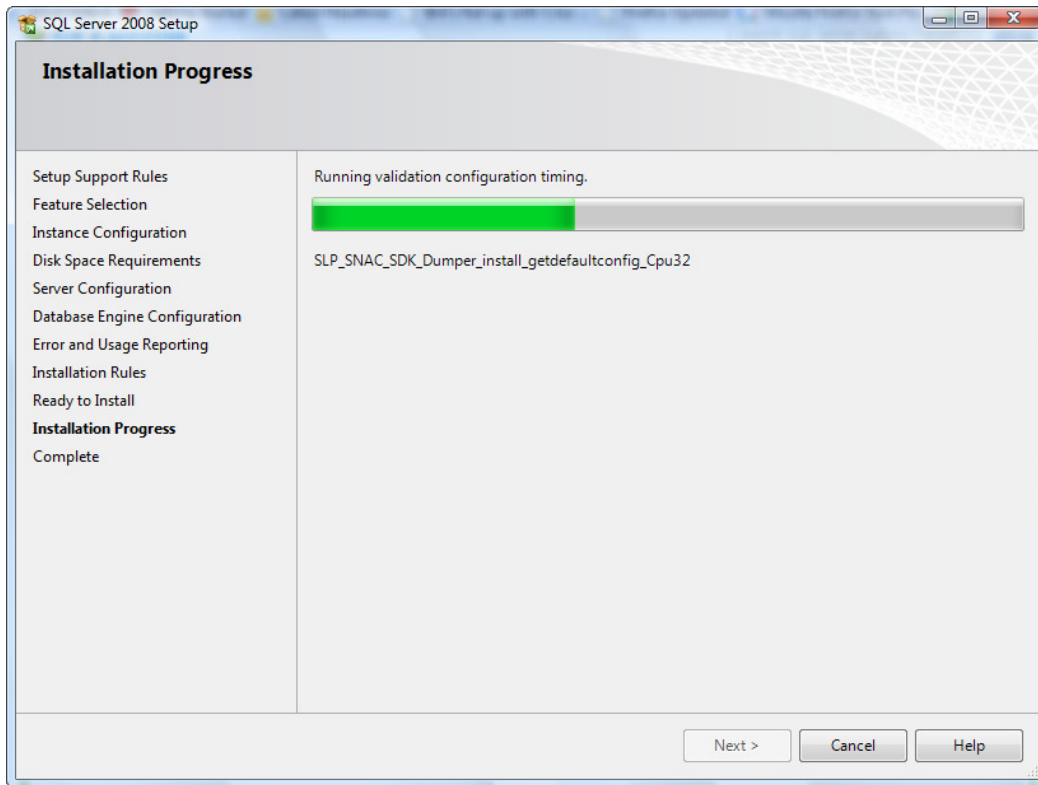 SQL Server 2008 Setup
Installation Progress
Setup Support Rules
Feature Selection
Instance Configuration
Disk Space Requirements
Server Configuration
Database Engine Configuration
Error and Usage Reporting
Installation Rules
Ready to Install
Installation Progress
Complete
Running validation configuration timing.
SLP_SNAC_SDK_Dumper_install_getdefaultconfig_Cpu32
Next >
Cancel
Help